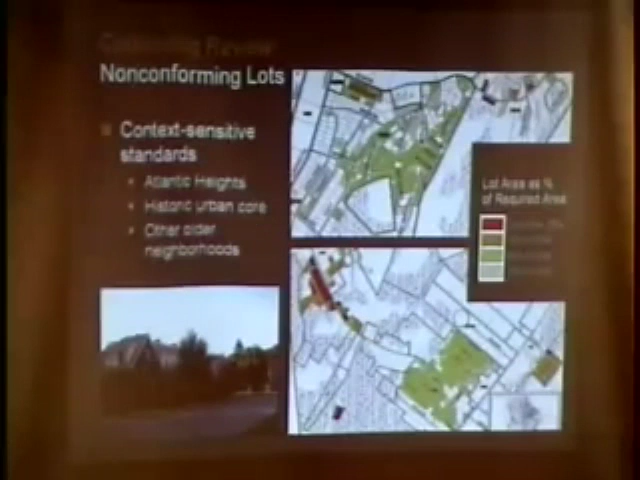 Nonconforming Lots
Context-sensitive
standards
Atlantic Heights
Historic urban core
Other older
neighborhoods
Lot Area as %
of Required Area